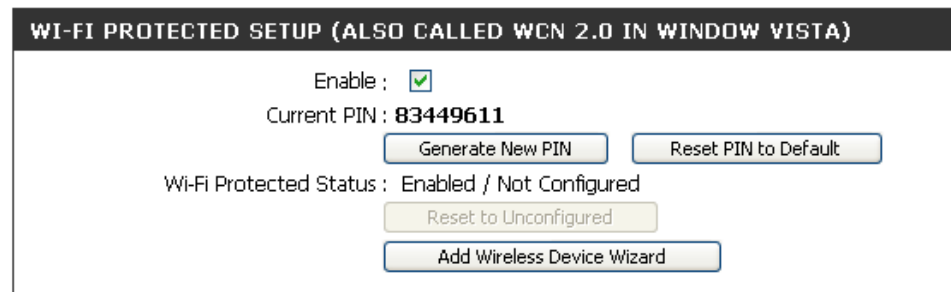 WI-FI PROTECTED SETUP (ALSO CALLED WCN 2.0 IN WINDOW VISTA)
Enable :
Current PIN : 83449611
Generate New PIN Reset PIN to Default
Wi-Fi Protected Status : Enabled / Not Configured
Reset to Unconfigured
Add Wireless Device Wizard